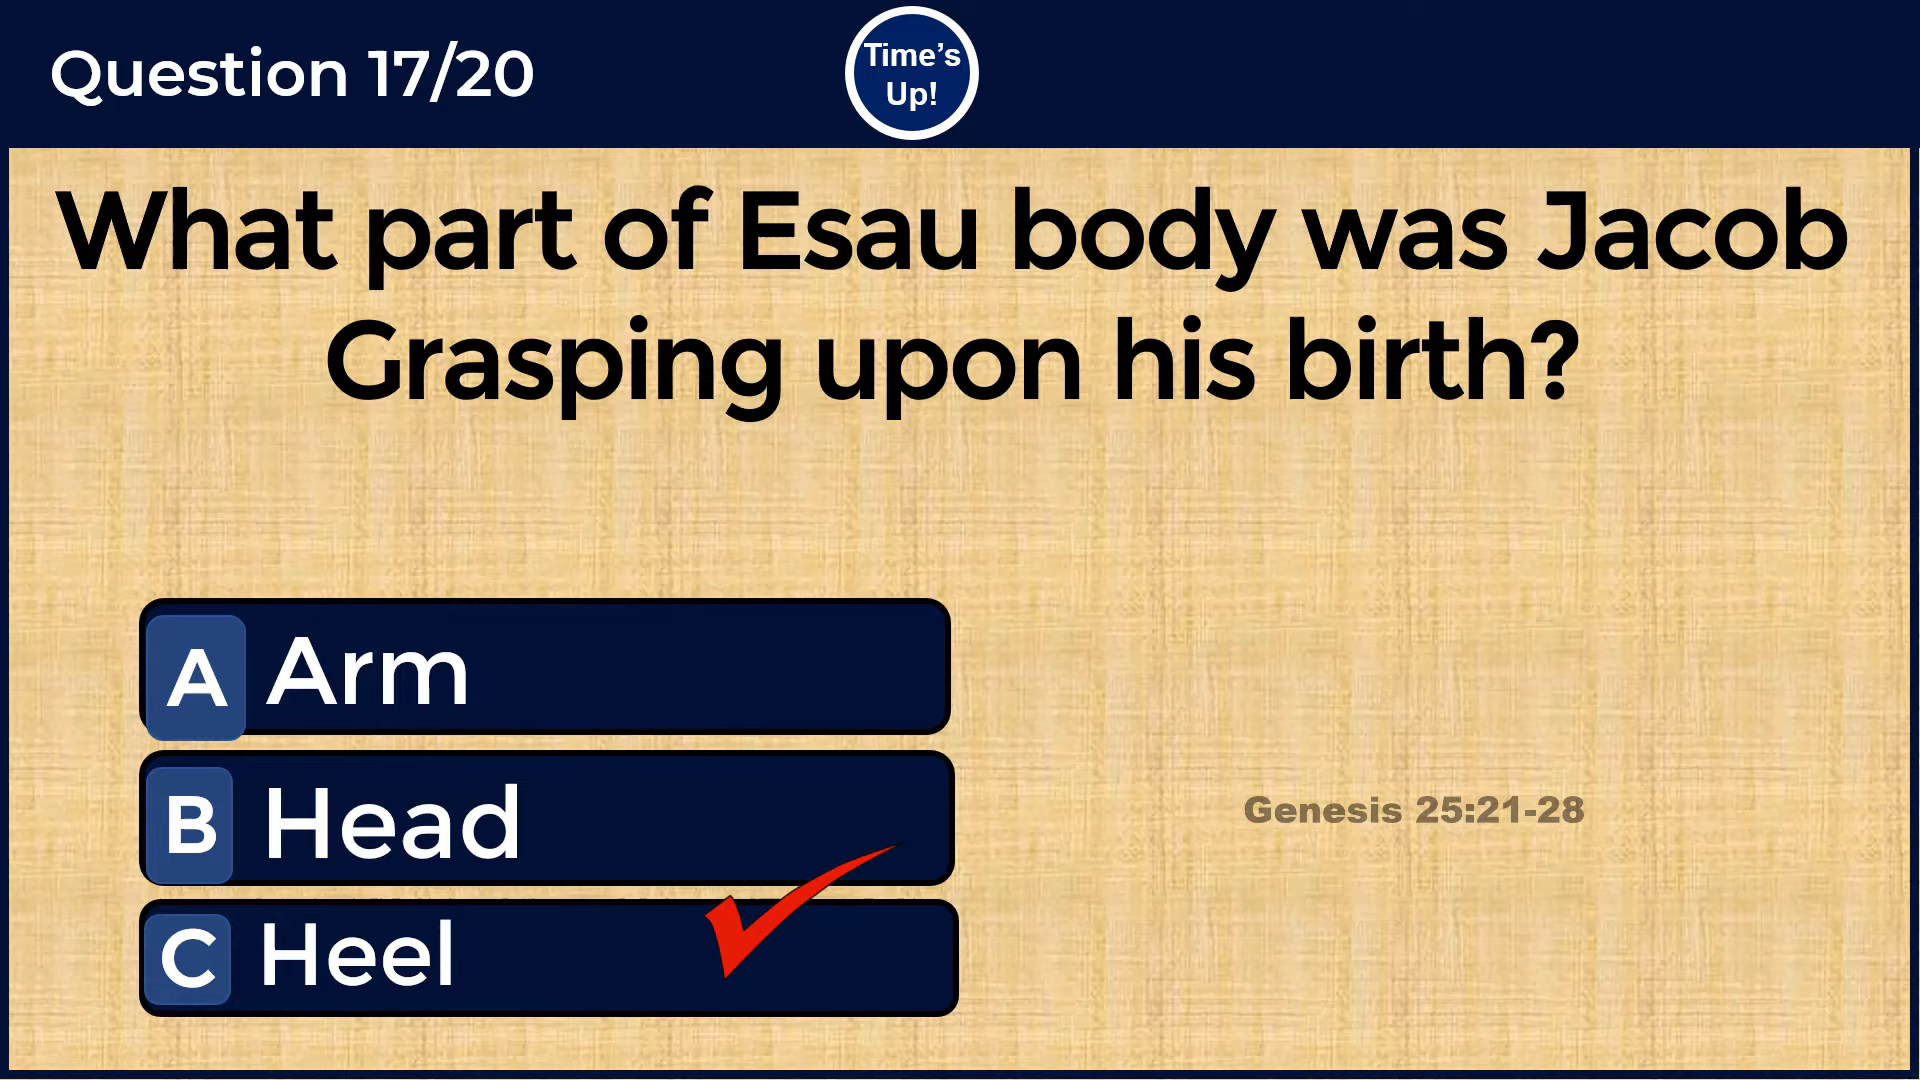 Question 17/20
Time’s
Up!
What part of Esau body was Jacob
Grasping upon his birth?
A Arm
B Head
Genesis 25:21-28
C Heel